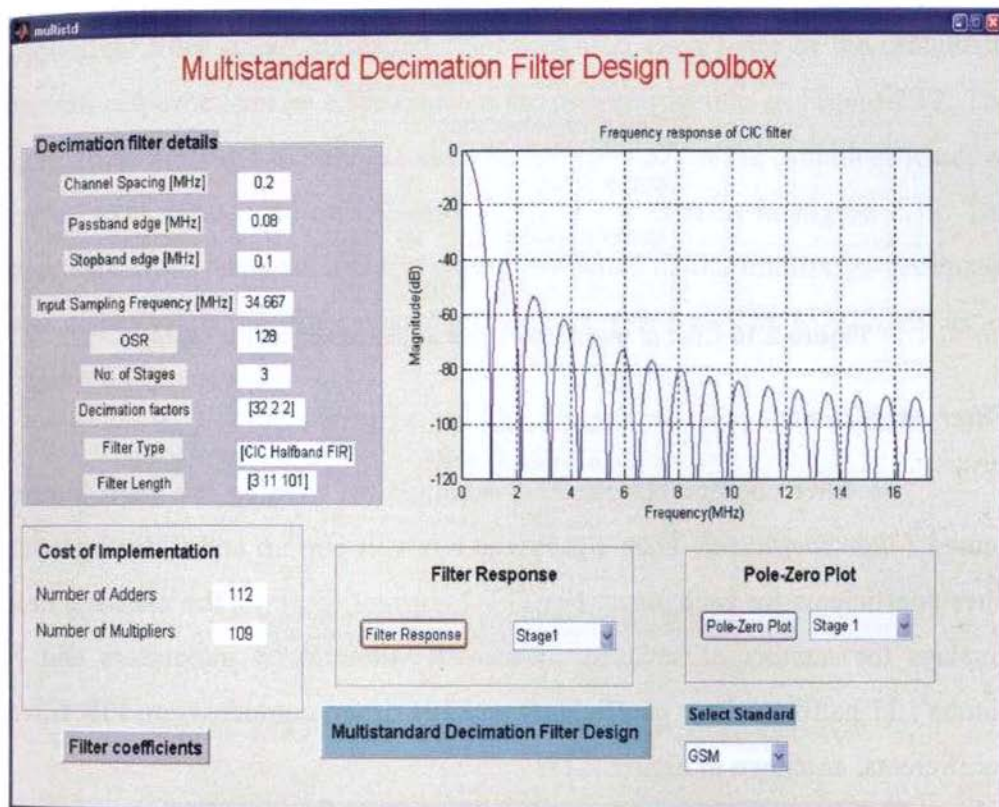 multistd
Multistandard Decimation Filter Design Toolbox
Decimation filter details
Channel Spacing [MHz] 0.2
Passband edge [MHz] 0.08
Stopband edge [MHz] 0.1
Input Sampling Frequency [MHz] 34.667
OSR 128
No: of Stages 3
Decimation factors [32 2 2]
Filter Type [CIC Halfband FIR]
Filter Length [3 11 101]
Frequency response of CIC filter
Magnitude(dB)
0
-20
-40
-60
-80
-100
-120
0 2 4 6 8 10 12 14 16
Frequency(MHz)
Cost of Implementation
Number of Adders 112
Number of Multipliers 109
Filter Response
Filter Response Stage1
Pole-Zero Plot
Pole-Zero Plot Stage 1
Filter coefficients
Multistandard Decimation Filter Design
Select Standard
GSM